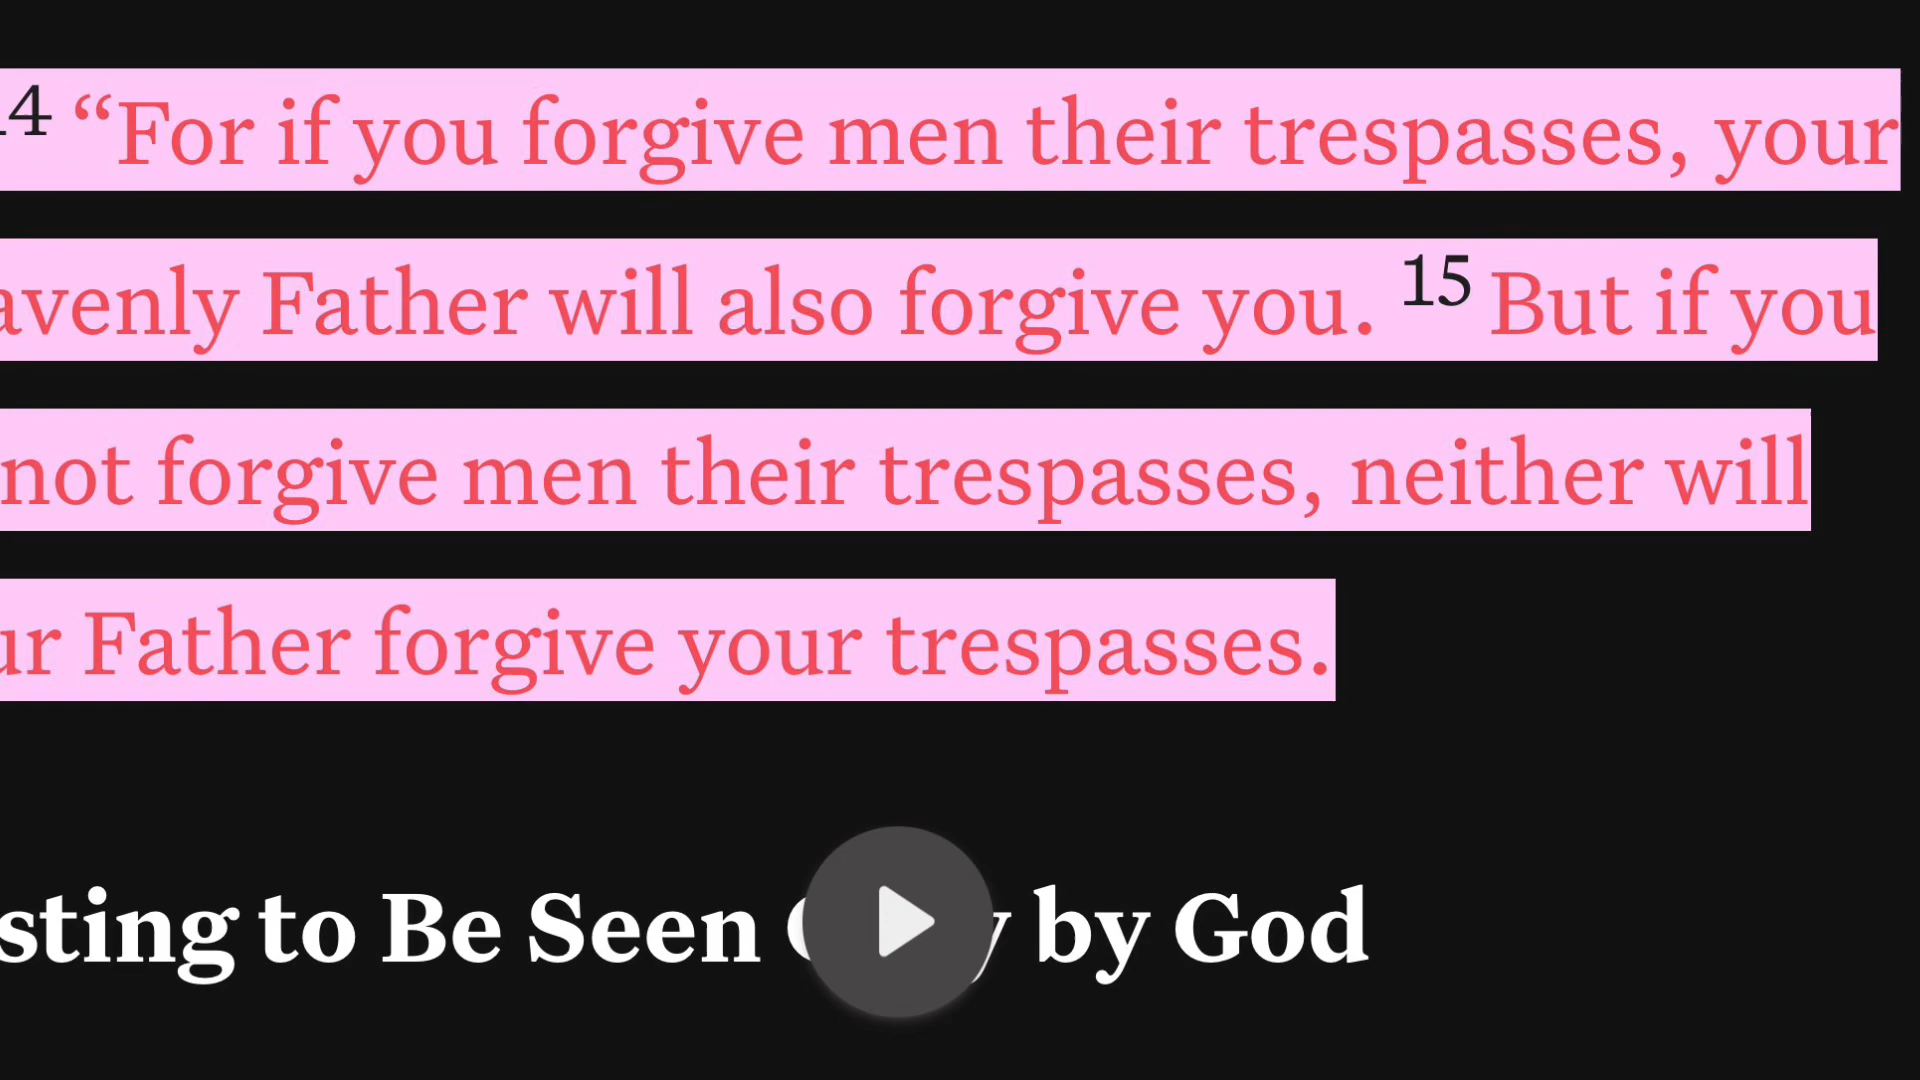 14 “For if you forgive men their trespasses, your
avenly Father will also forgive you. 15 But if you
not forgive men their trespasses, neither will
ur Father forgive your trespasses.
sting to Be Seen by God